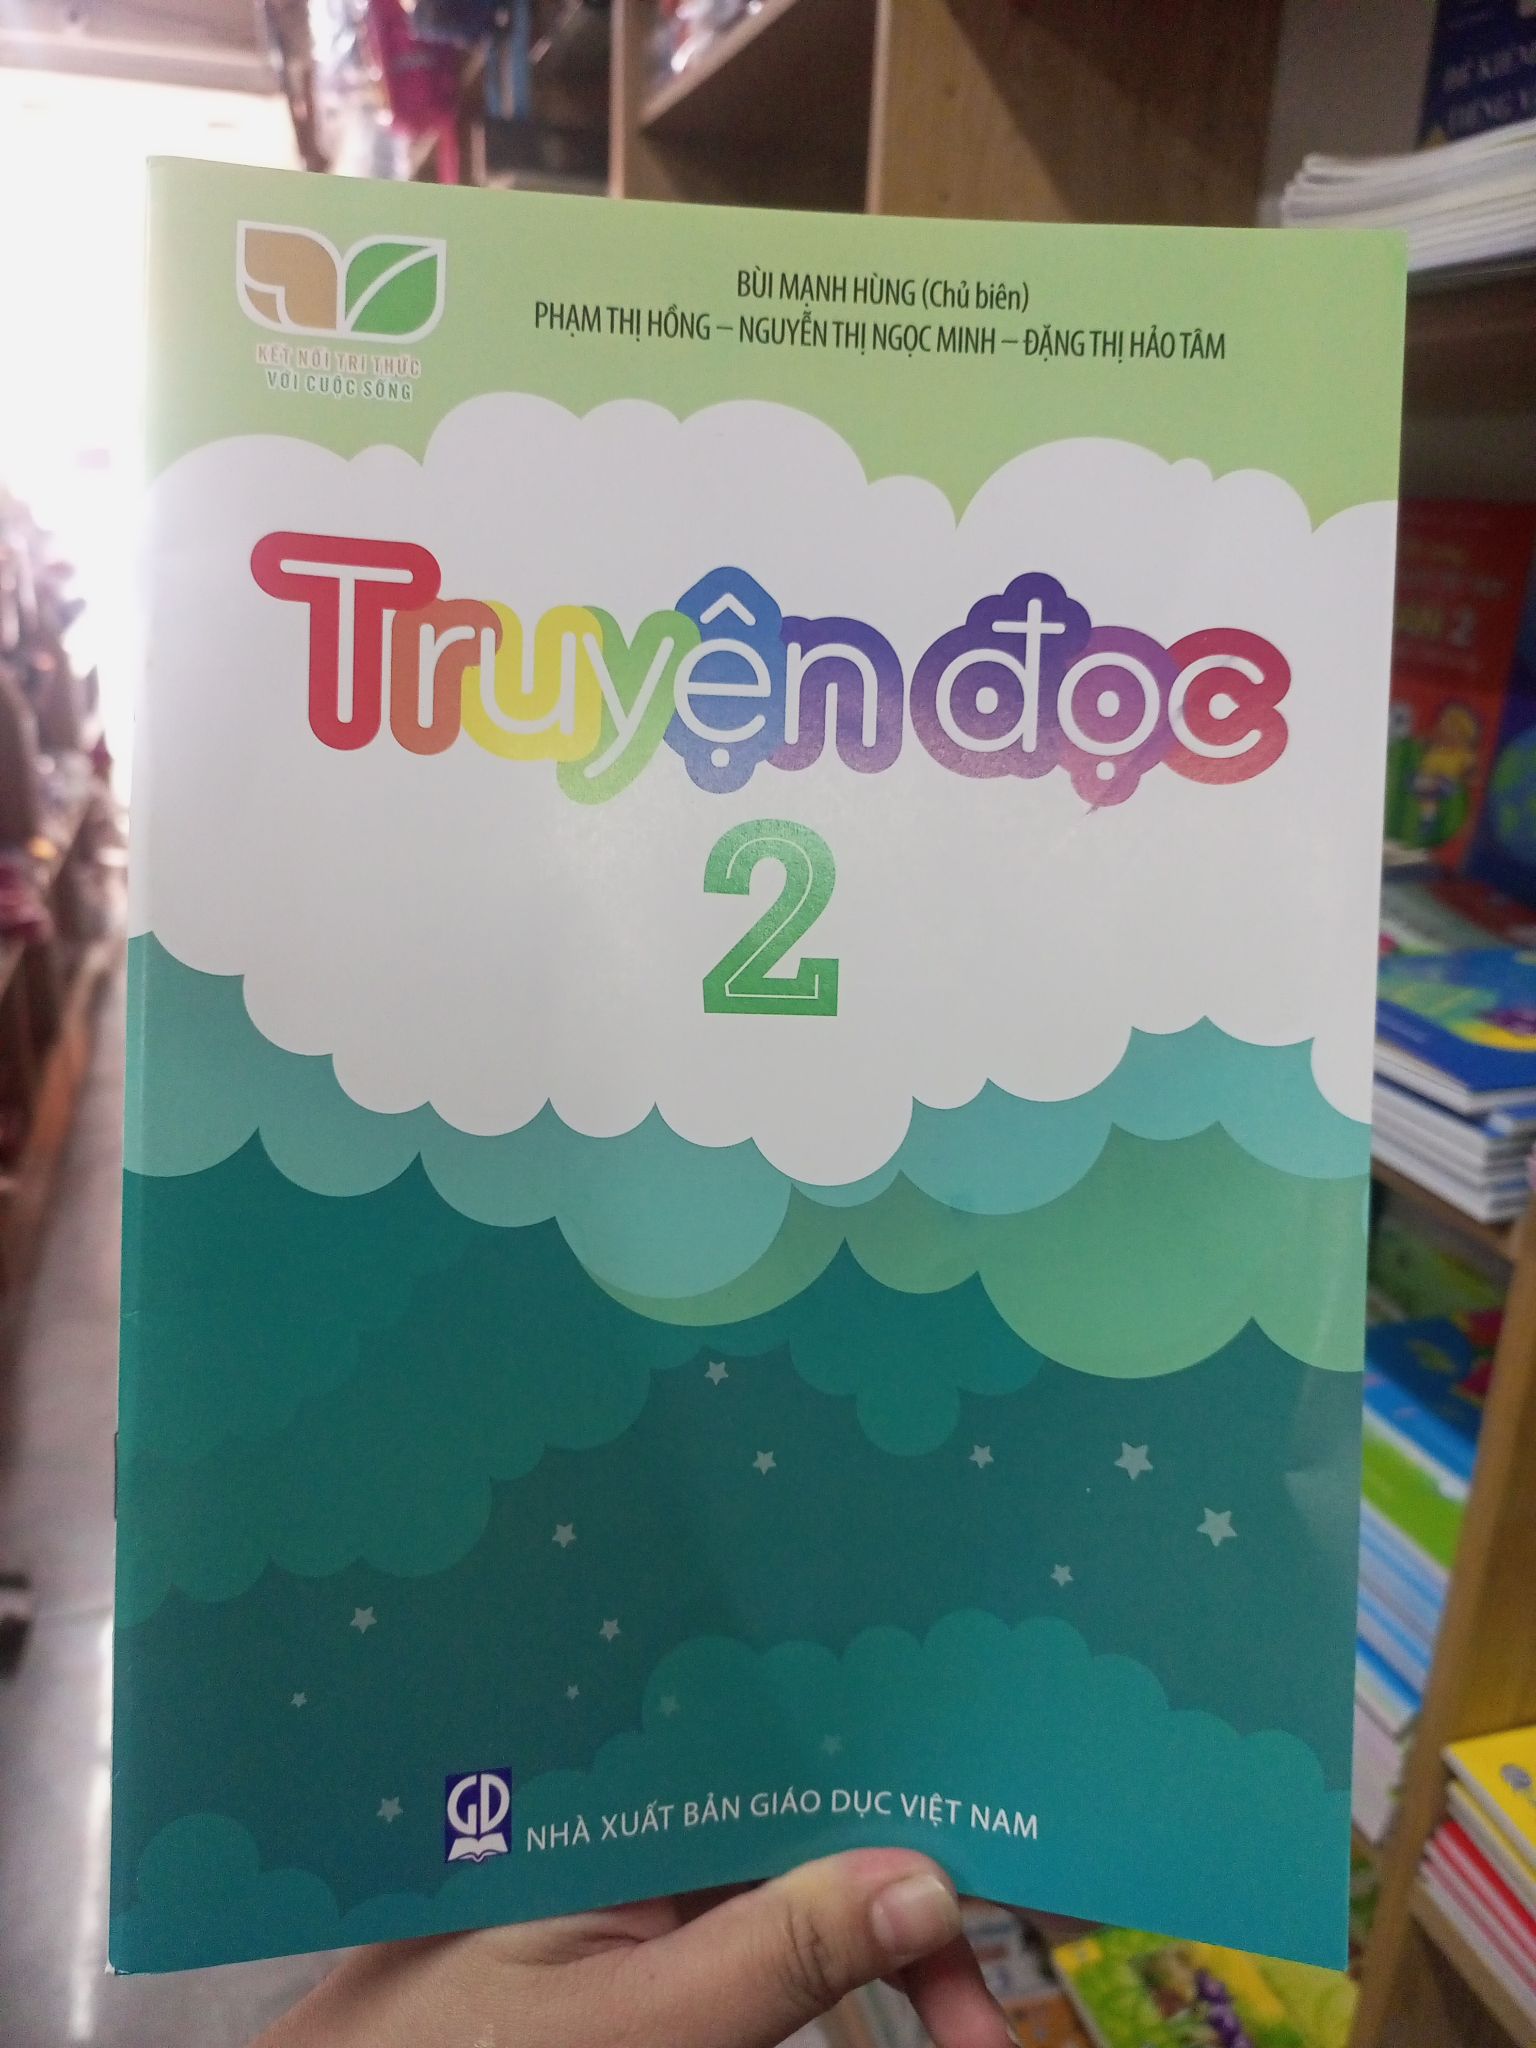 BÙI MẠNH HÙNG (Chủ biên)
PHẠM THỊ HỒNG – NGUYỄN THỊ NGỌC MINH – ĐẶNG THỊ HẢO TÂM
KẾT NỐI TRI THỨC
VỚI CUỘC SỐNG
Truyện đọc
2
GD
NHÀ XUẤT BẢN GIÁO DỤC VIỆT NAM